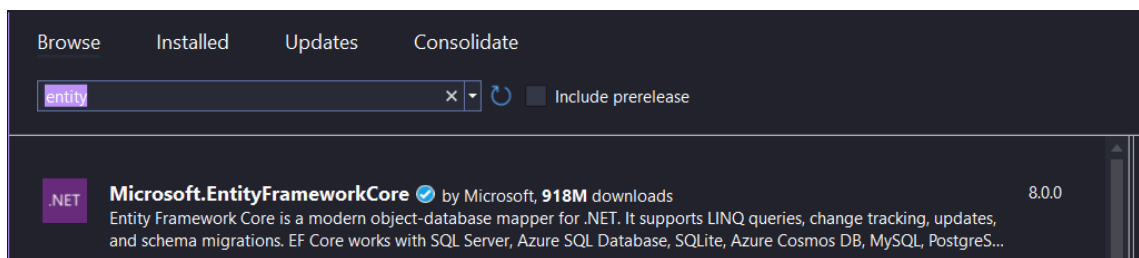 Browse Installed Updates Consolidate
entity Include prerelease
.NET Microsoft.EntityFrameworkCore by Microsoft, 918M downloads 8.0.0
Entity Framework Core is a modern object-database mapper for .NET. It supports LINQ queries, change tracking, updates,
and schema migrations. EF Core works with SQL Server, Azure SQL Database, SQLite, Azure Cosmos DB, MySQL, PostgreS...